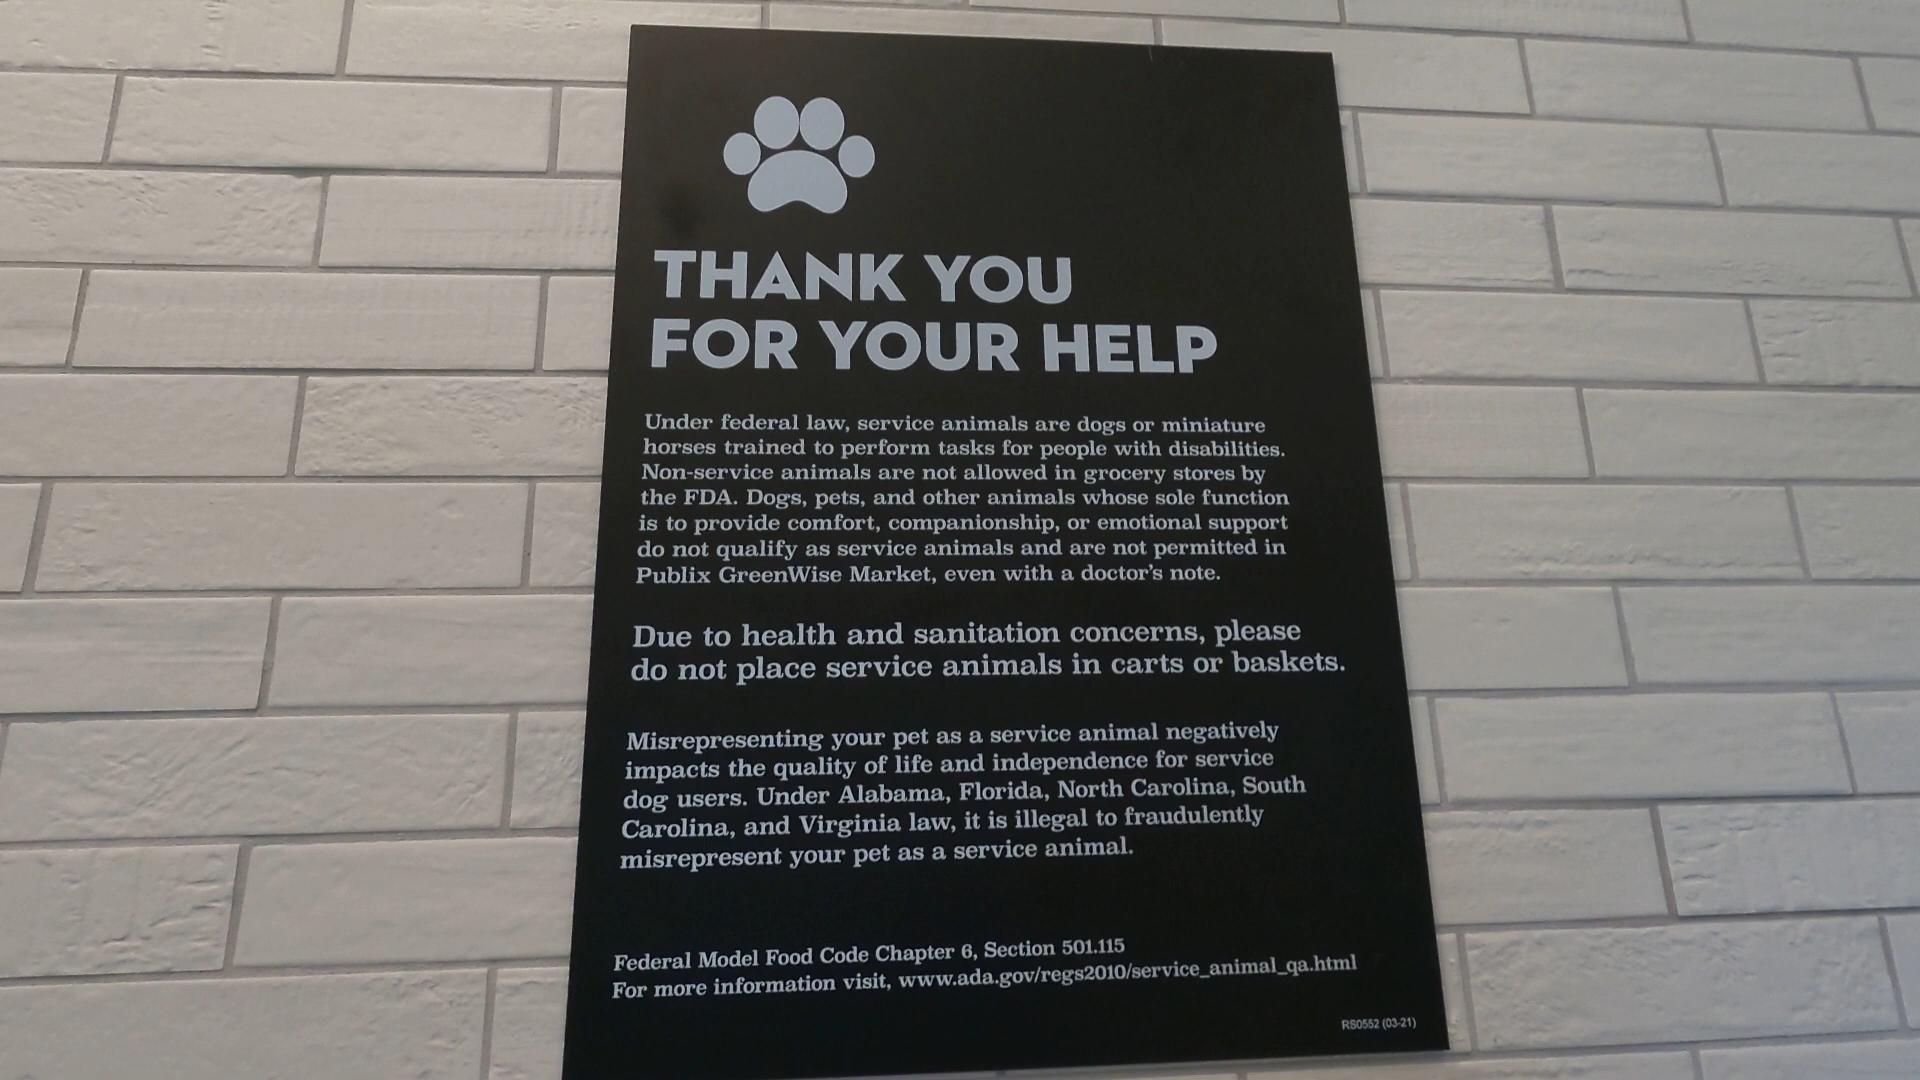 THANK YOU
FOR YOUR HELP
Under federal law, service animals are dogs or miniature
horses trained to perform tasks for people with disabilities.
Non-service animals are not allowed in grocery stores by
the FDA. Dogs, pets, and other animals whose sole function
is to provide comfort, companionship, or emotional support
do not qualify as service animals and are not permitted in
Publix GreenWise Market, even with a doctor's note.
Due to health and sanitation concerns, please
do not place service animals in carts or baskets.
Misrepresenting your pet as a service animal negatively
impacts the quality of life and independence for service
dog users. Under Alabama, Florida, North Carolina, South
Carolina, and Virginia law, it is illegal to fraudulently
misrepresent your pet as a service animal.
Federal Model Food Code Chapter 6, Section 501.115
For more information visit, www.ada.gov/regs2010/service_animal_qa.html
RS0552 (03-21)